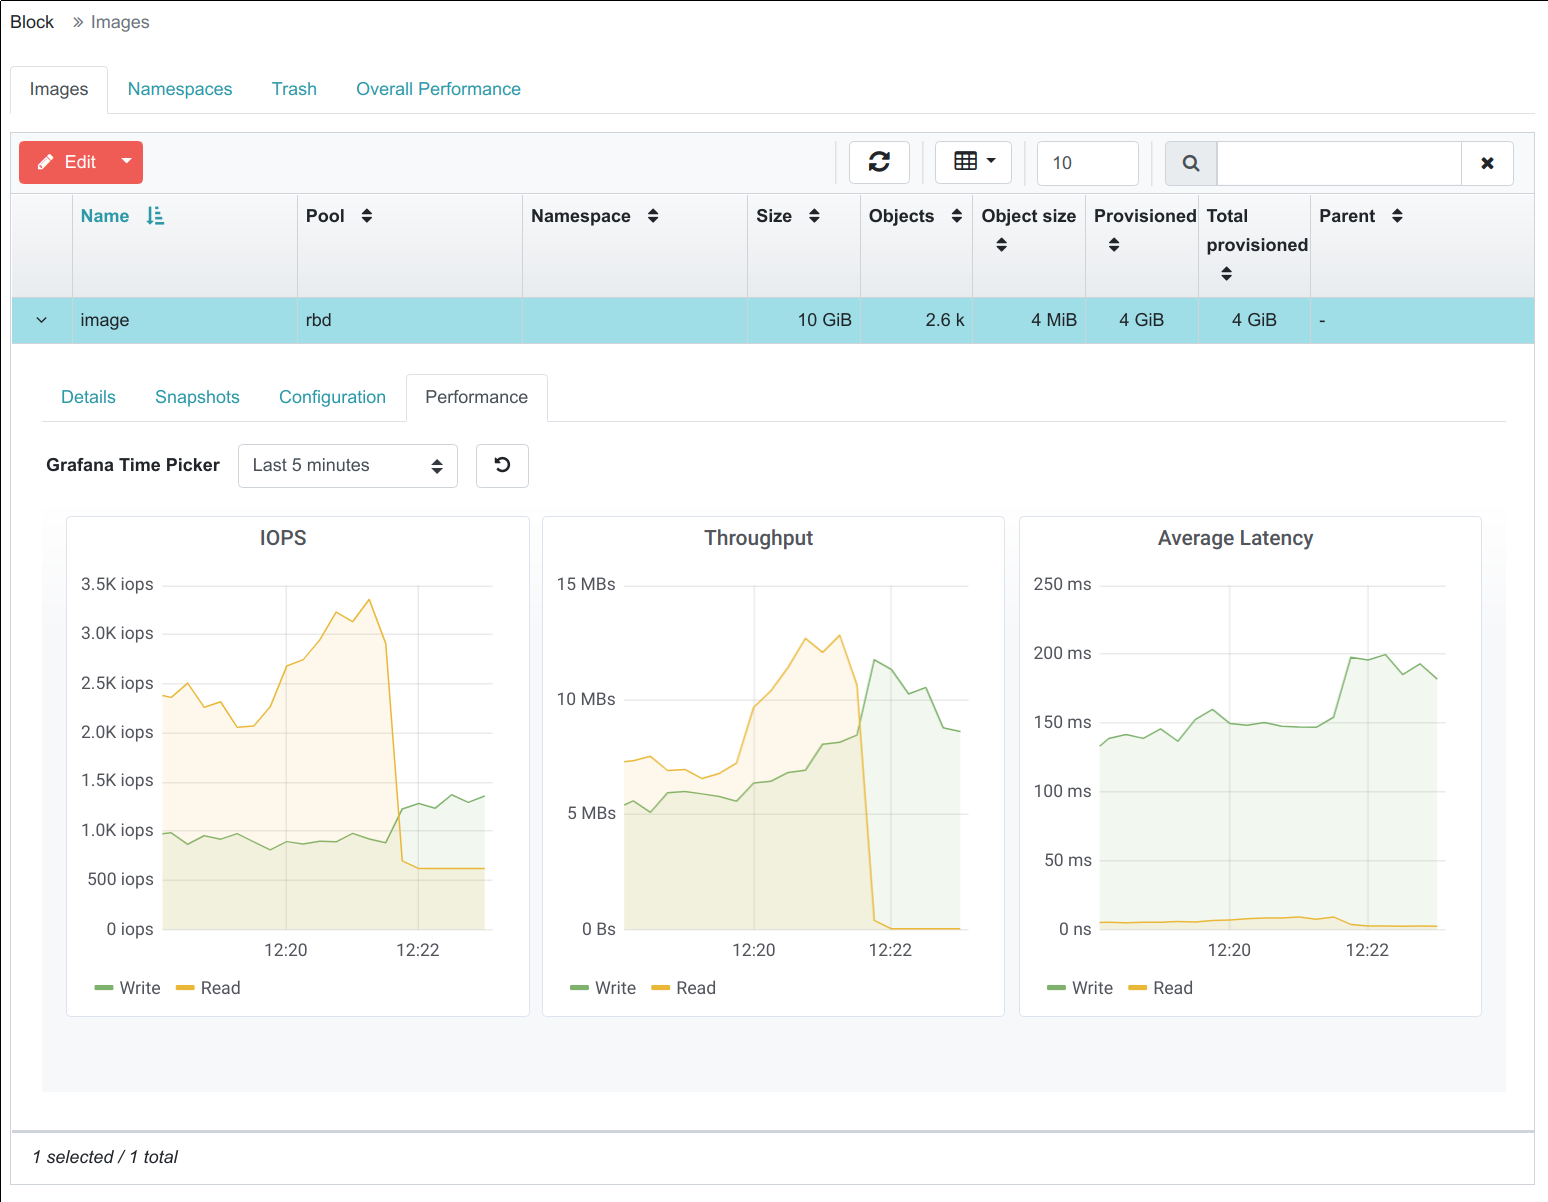 Block » Images
Images Namespaces Trash Overall Performance
Edit 10
Name Pool Namespace Size Objects Object size Provisioned Total provisioned Parent
image rbd 10 GiB 2.6 k 4 MiB 4 GiB 4 GiB -
Details Snapshots Configuration Performance
Grafana Time Picker Last 5 minutes
IOPS
3.5K iops
3.0K iops
2.5K iops
2.0K iops
1.5K iops
1.0K iops
500 iops
0 iops
12:20 12:22
Write Read
Throughput
15 MBs
10 MBs
5 MBs
0 Bs
12:20 12:22
Write Read
Average Latency
250 ms
200 ms
150 ms
100 ms
50 ms
0 ns
12:20 12:22
Write Read
1 selected / 1 total